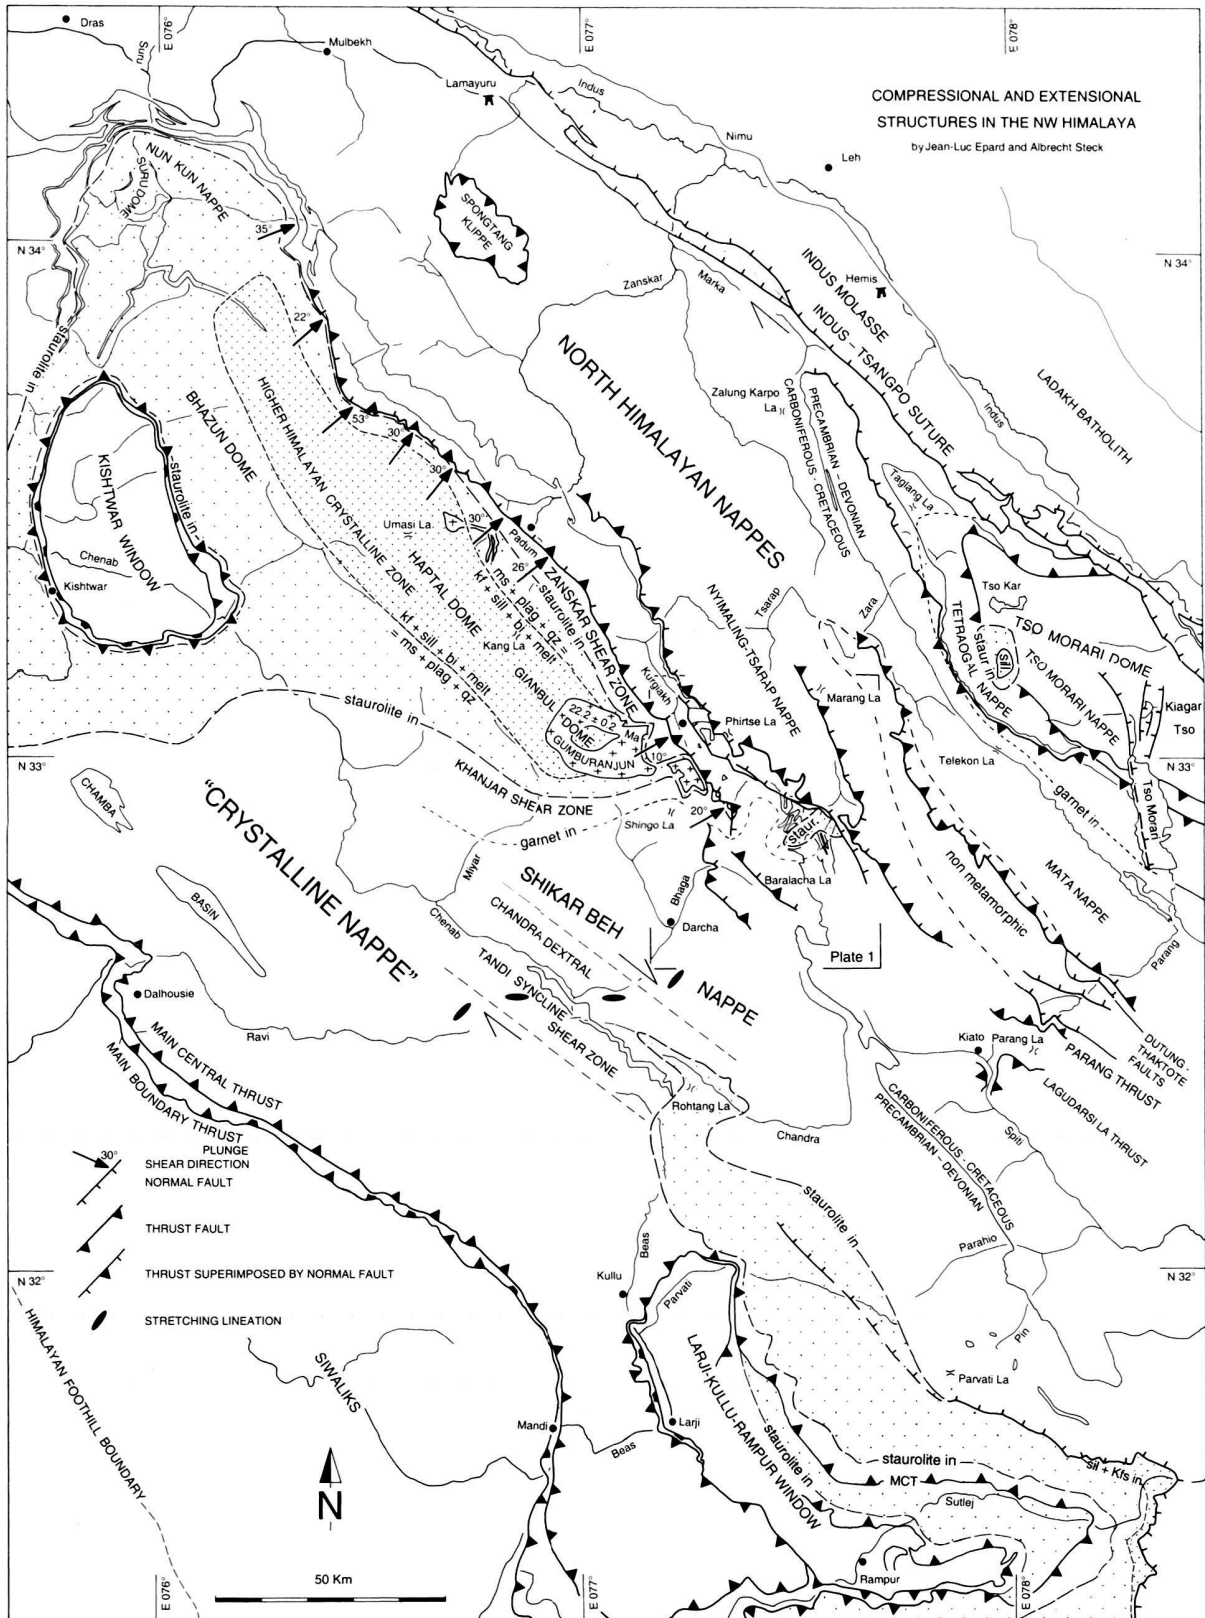 COMPRESSIONAL AND EXTENSIONAL
STRUCTURES IN THE NW HIMALAYA
by Jean-Luc Epard and Albrecht Steck
E 076°
E 077°
E 078°
Dras
Suru
Mulbekh
Lamayuru
Indus
Nimu
Leh
NUN KUN NAPPE
SURU DOME
35°
SPONGTANG
KLIPPE
N 34°
N 34°
Zanskar
Marka
Hemis
INDUS MOLASSE
INDUS - TSANGPO SUTURE
LADAKH BATHOLITH
Indus
staurolite in
22°
NORTH HIMALAYAN NAPPES
Zalung Karpo
La
PRECAMBRIAN - DEVONIAN
CARBONIFEROUS - CRETACEOUS
BHAZUN DOME
HIGHER HIMALAYAN CRYSTALLINE ZONE
53°
30°
30°
KISHTWAR WINDOW
staurolite in
Chenab
Kishtwar
Umasi La
30°
Padum
26°
HAPTAL DOME
ms + plag + qz =
kf + sill + bi + melt
staurolite in
ZANSKAR SHEAR ZONE
kf + sill + bi + melt
= ms + plag + qz
Kang La
Taglang La
Tso Kar
TSO MORARI DOME
TETRAOGAL NAPPE
staur in
sill.
TSO MORARI NAPPE
Kiagar
Tso
Zara
Tsarap
NYIMALING-TSARAP NAPPE
Kurgiakh
Marang La
Phirtse La
Telekon La
GIANBUL DOME
22.2 ± 0.2 Ma
GUMBURANJUN
10°
staurolite in
N 33°
N 33°
KHANJAR SHEAR ZONE
CHAMBA
BASIN
"CRYSTALLINE NAPPE"
garnet in
Shingo La
20°
staur.
garnet in
Tso Morari
Miyar
Baralacha La
non metamorphic
MATA NAPPE
SHIKAR BEH
NAPPE
Bhaga
Darcha
Chenab
CHANDRA DEXTRAL
SHEAR ZONE
TANDI SYNCLINE
Plate 1
Parang
Dalhousie
Ravi
MAIN CENTRAL THRUST
MAIN BOUNDARY THRUST
Kiato
Parang La
PARANG THRUST
DUTUNG -
THAKTOTE
FAULTS
LAGUDARSI LA THRUST
Rohtang La
Chandra
CARBONIFEROUS - CRETACEOUS
PRECAMBRIAN - DEVONIAN
Spiti
PLUNGE
30°
SHEAR DIRECTION
NORMAL FAULT
THRUST FAULT
THRUST SUPERIMPOSED BY NORMAL FAULT
STRETCHING LINEATION
staurolite in
Parahio
N 32°
N 32°
Beas
Kullu
Parvati
Pin
Parvati La
HIMALAYAN FOOTHILL BOUNDARY
SIWALIKS
LARJI-KULLU-RAMPUR WINDOW
Mandi
Larji
Beas
staurolite in
staurolite in
MCT
sil + Kfs in
Sutlej
Rampur
N
50 Km
E 076°
E 077°
E 078°